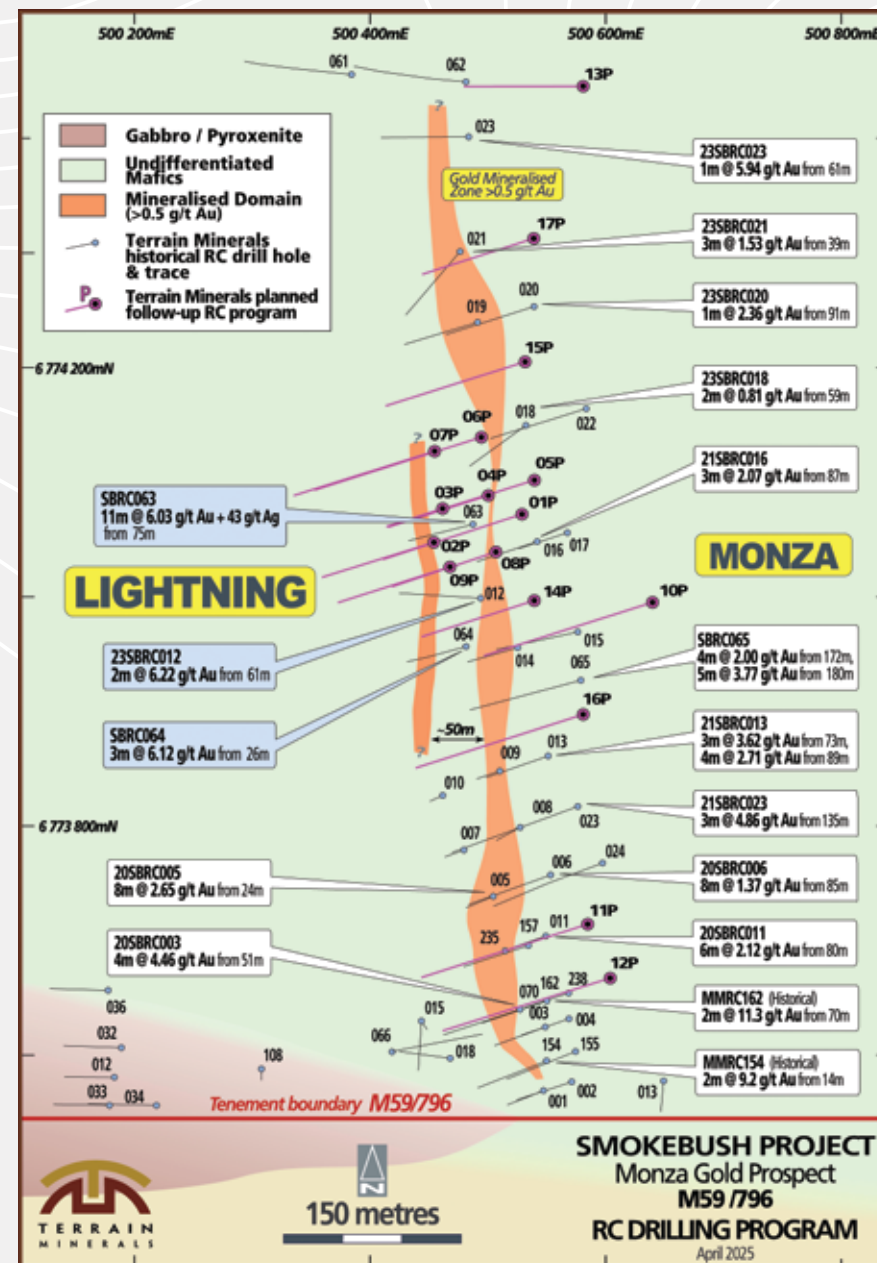 500 200mE
500 400mE
500 600mE
500 800mE
061
062
13P
Gabbro / Pyroxenite
Undifferentiated
Mafics
Mineralised Domain
(>0.5 g/t Au)
Terrain Minerals
historical RC drill hole
& trace
P
Terrain Minerals planned
follow-up RC program
?
023
23SBRC023
1m @ 5.94 g/t Au from 61m
Gold Mineralised
Zone >0.5 g/t Au
17P
021
23SBRC021
3m @ 1.53 g/t Au from 39m
020
019
23SBRC020
1m @ 2.36 g/t Au from 91m
15P
6 774 200mN
23SBRC018
2m @ 0.81 g/t Au from 59m
06P
018
022
?
07P
05P
04P
03P
01P
21SBRC016
3m @ 2.07 g/t Au from 87m
SBRC063
11m @ 6.03 g/t Au + 43 g/t Ag
from 75m
063
02P
08P
016
017
09P
MONZA
LIGHTNING
012
14P
10P
23SBRC012
2m @ 6.22 g/t Au from 61m
064
014
015
065
SBRC065
4m @ 2.00 g/t Au from 172m,
5m @ 3.77 g/t Au from 180m
SBRC064
3m @ 6.12 g/t Au from 26m
16P
~50m
?
009
013
21SBRC013
3m @ 3.62 g/t Au from 73m,
4m @ 2.71 g/t Au from 89m
010
6 773 800mN
008
023
007
21SBRC023
3m @ 4.86 g/t Au from 135m
20SBRC005
8m @ 2.65 g/t Au from 24m
005
006
024
20SBRC006
8m @ 1.37 g/t Au from 85m
11P
235
157
011
20SBRC011
6m @ 2.12 g/t Au from 80m
20SBRC003
4m @ 4.46 g/t Au from 51m
12P
070
162
238
003
004
MMRC162 (Historical)
2m @ 11.3 g/t Au from 70m
036
015
032
066
018
154
155
012
108
MMRC154 (Historical)
2m @ 9.2 g/t Au from 14m
033
034
001
002
013
Tenement boundary M59/796
TERRAIN
MINERALS
N
150 metres
SMOKEBUSH PROJECT
Monza Gold Prospect
M59 /796
RC DRILLING PROGRAM
April 2025